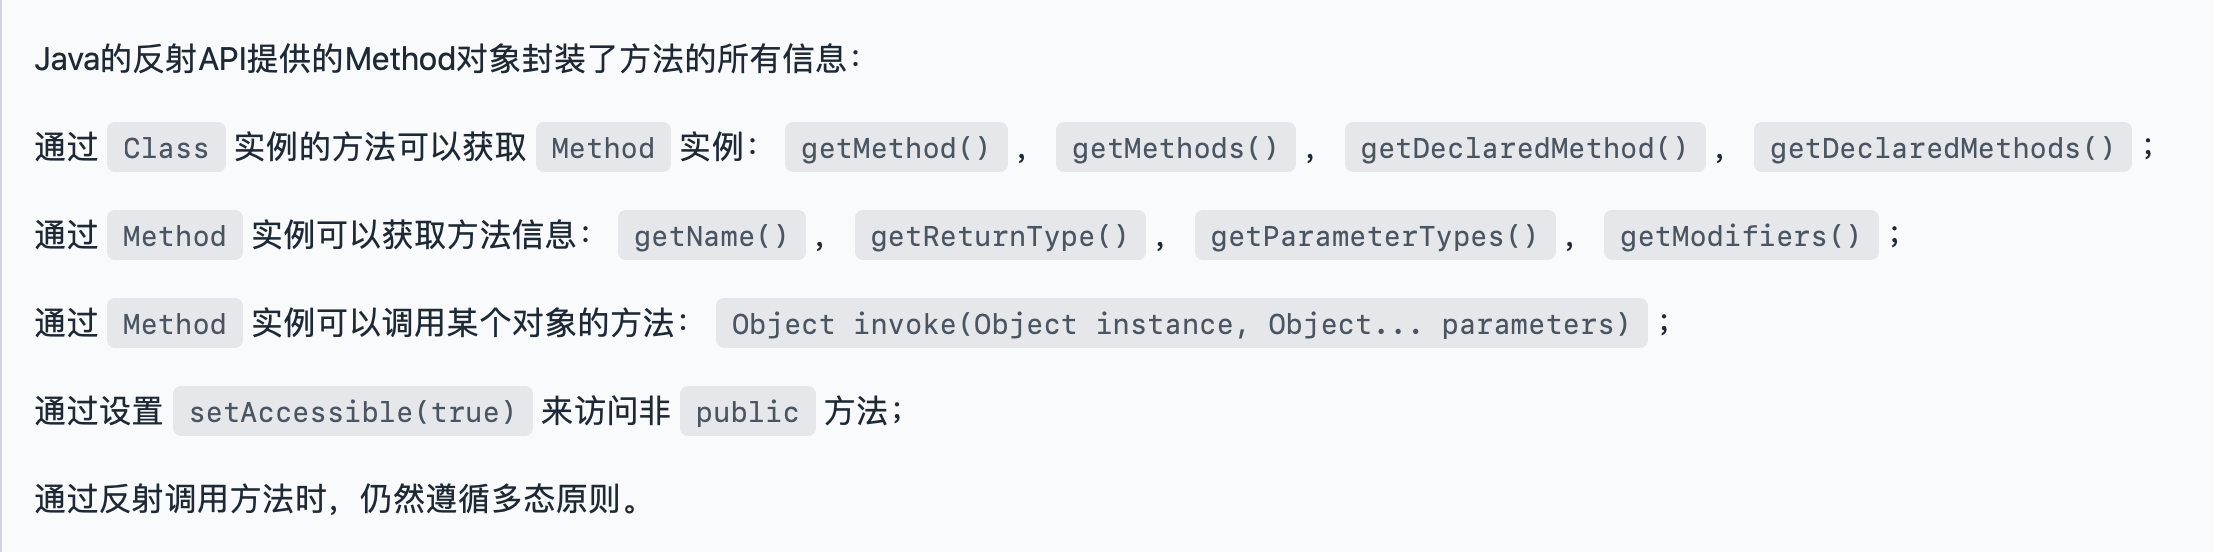 Java的反射API提供的Method对象封装了方法的所有信息：
通过 Class 实例的方法可以获取 Method 实例： getMethod() ， getMethods() ， getDeclaredMethod() ， getDeclaredMethods() ；
通过 Method 实例可以获取方法信息： getName() ， getReturnType() ， getParameterTypes() ， getModifiers() ；
通过 Method 实例可以调用某个对象的方法： Object invoke(Object instance, Object... parameters) ；
通过设置 setAccessible(true) 来访问非 public 方法；
通过反射调用方法时，仍然遵循多态原则。